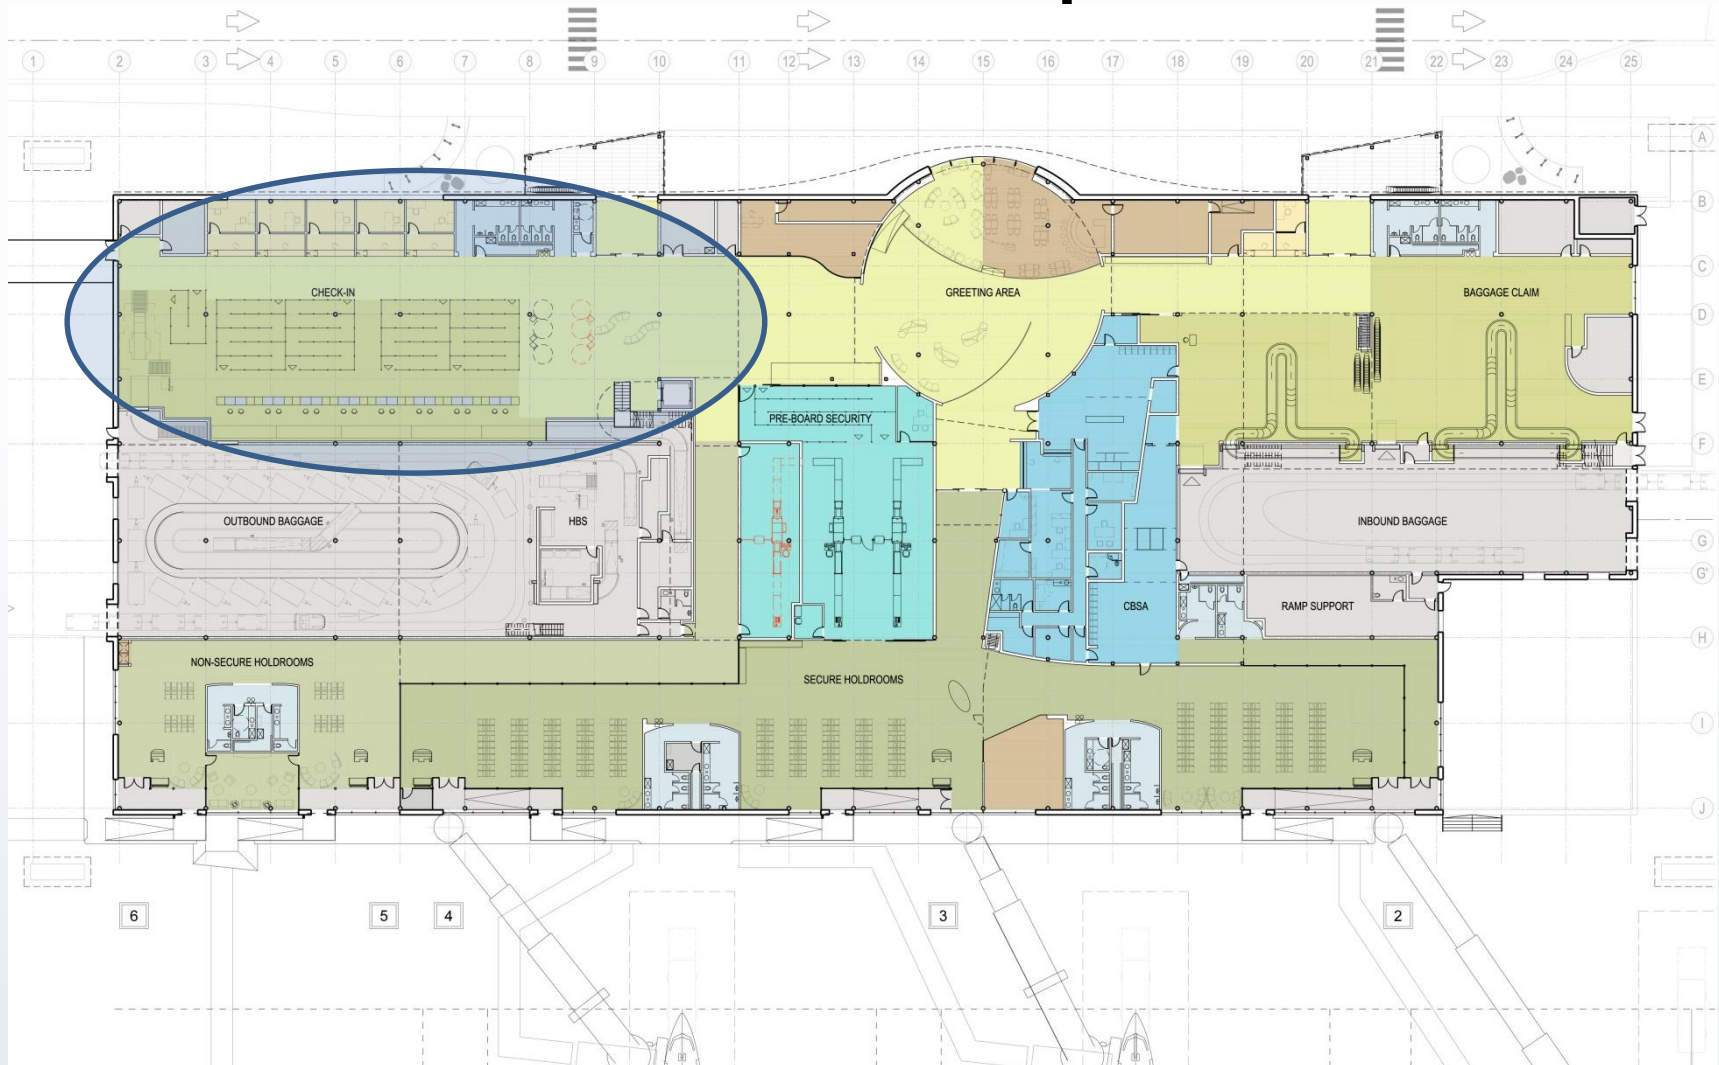 1 2 3 4 5 6 7 8 9 10 11 12 13 14 15 16 17 18 19 20 21 22 23 24 25
A
B
C
CHECK-IN
GREETING AREA
BAGGAGE CLAIM
D
E
PRE-BOARD SECURITY
F
OUTBOUND BAGGAGE
HBS
INBOUND BAGGAGE
G
G'
CBSA
RAMP SUPPORT
H
NON-SECURE HOLDROOMS
SECURE HOLDROOMS
I
J
6
5
4
3
2